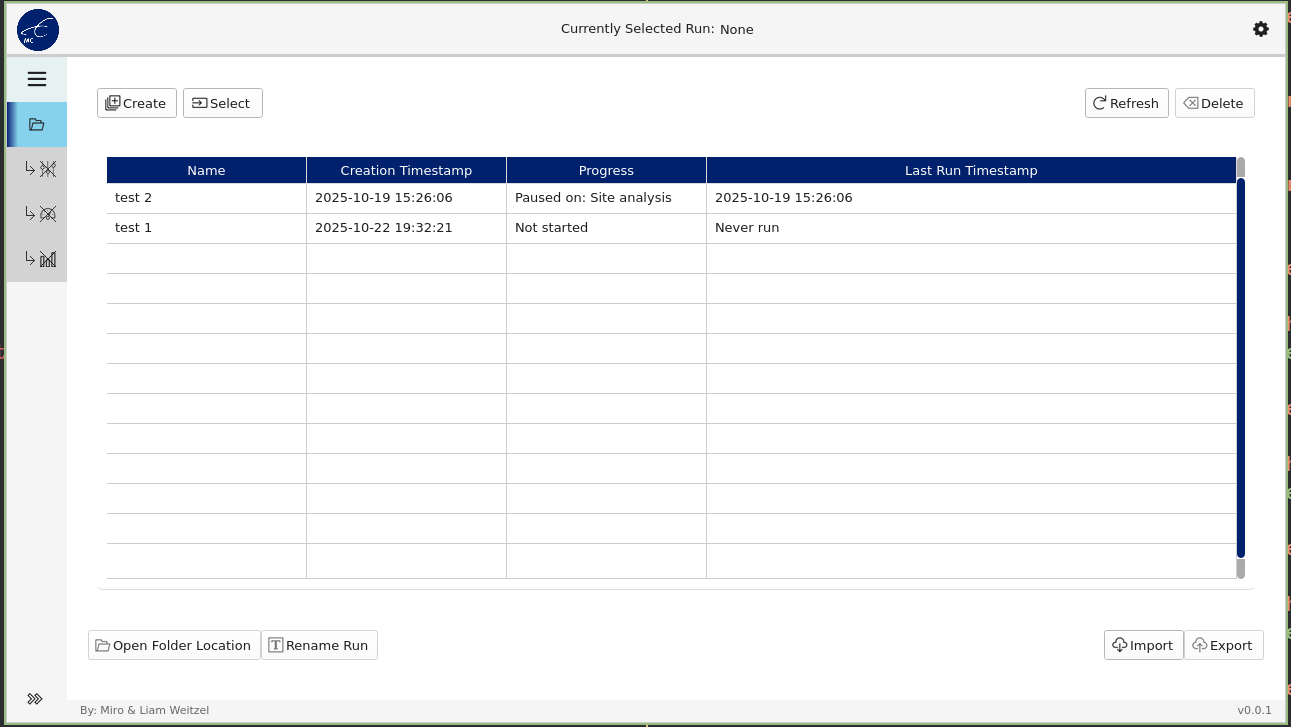 MC
Currently Selected Run: None
Create
Select
Refresh
Delete
Name Creation Timestamp Progress Last Run Timestamp
test 2 2025-10-19 15:26:06 Paused on: Site analysis 2025-10-19 15:26:06
test 1 2025-10-22 19:32:21 Not started Never run
Open Folder Location
Rename Run
Import
Export
By: Miro & Liam Weitzel
v0.0.1